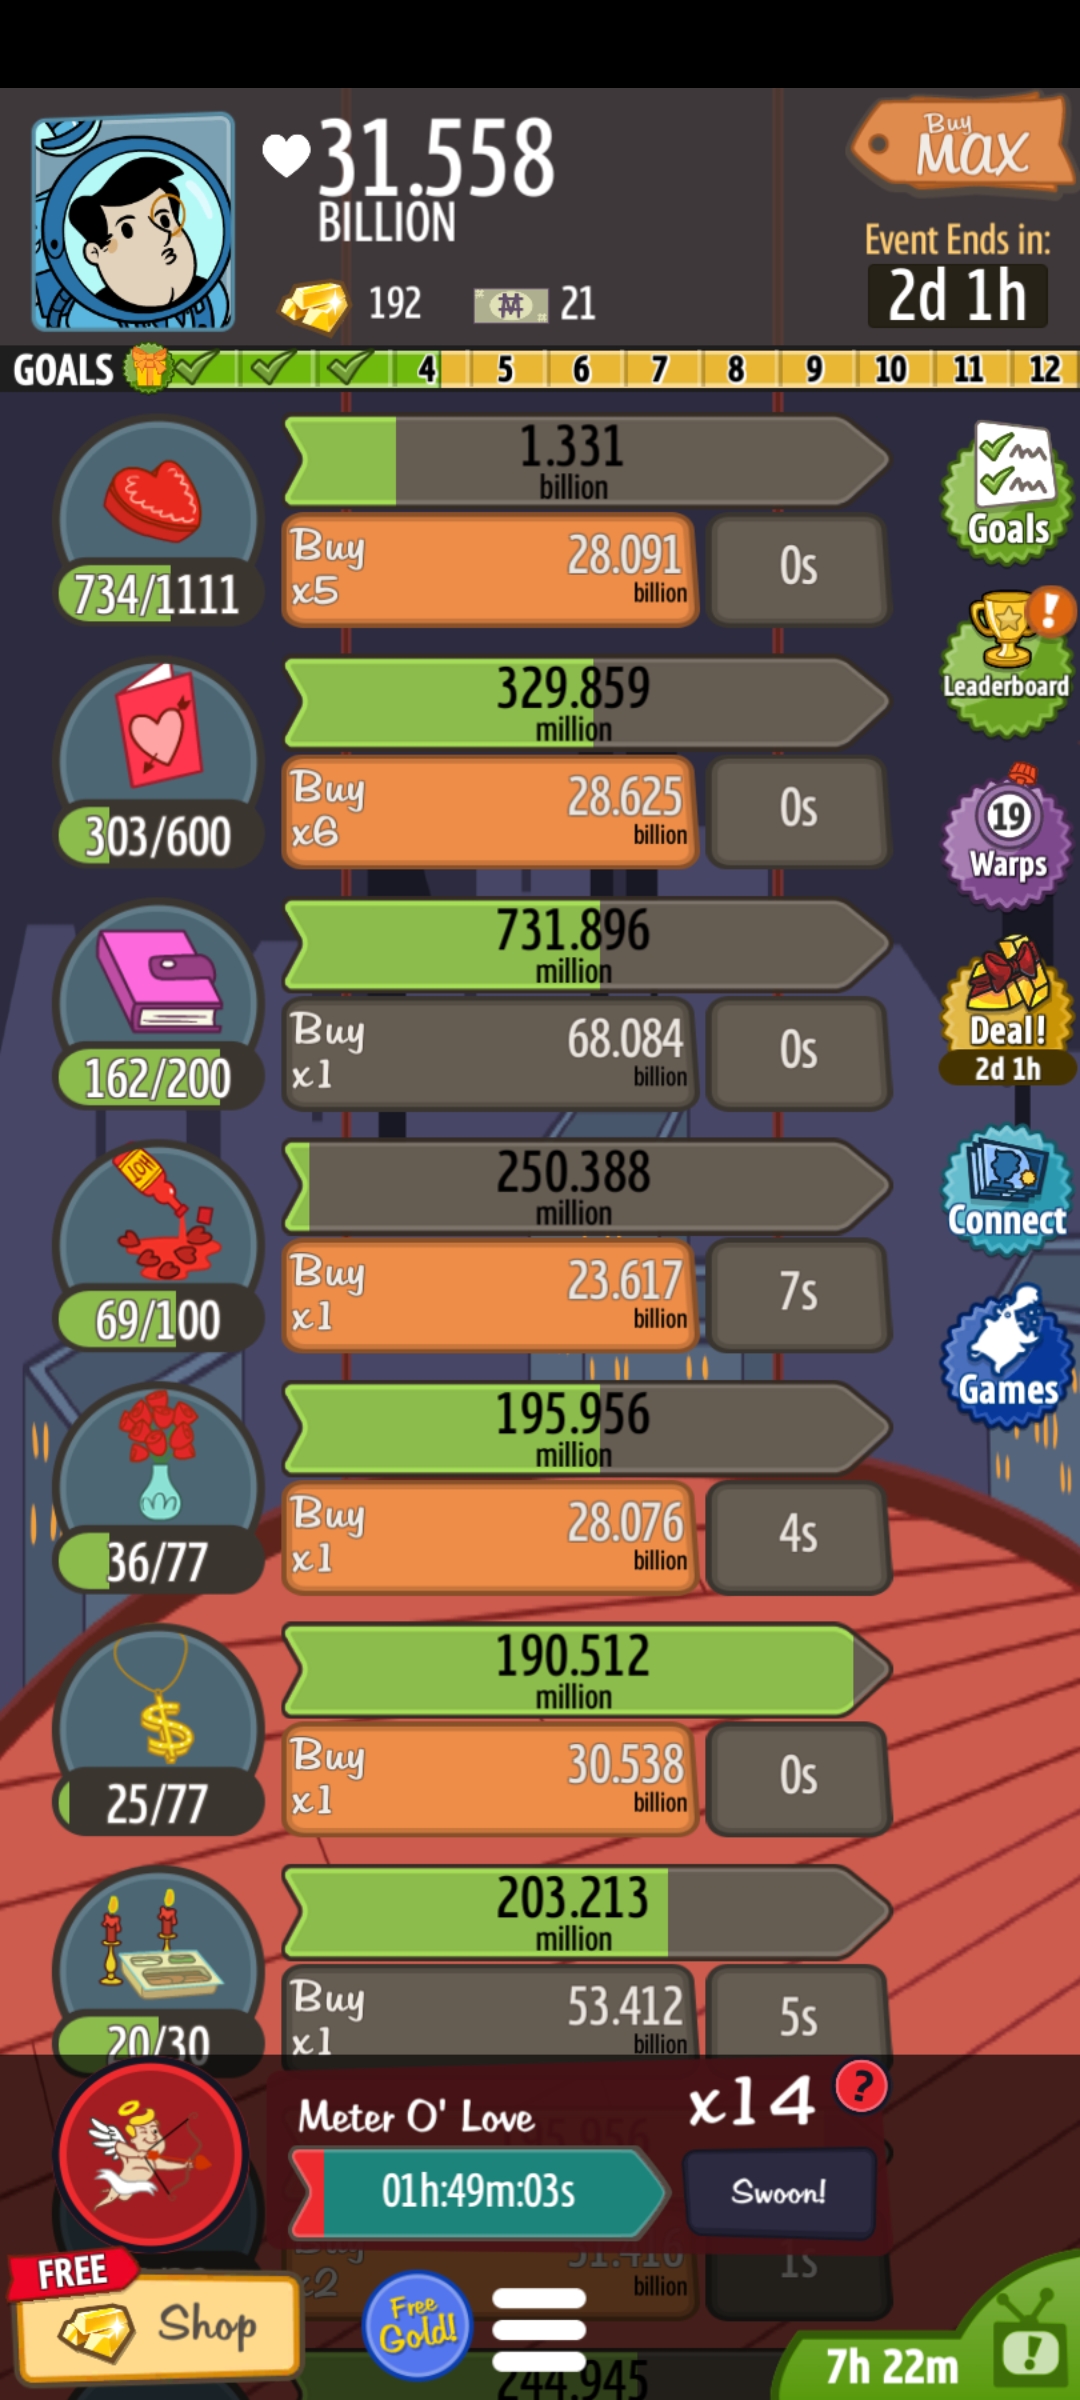 31.558
BILLION
192
21
Buy
MAX
Event Ends in:
2d 1h
GOALS 4 5 6 7 8 9 10 11 12
1.331
billion
Buy
x5
28.091
billion
0s
734/1111
Goals
329.859
million
Buy
x6
28.625
billion
0s
303/600
Leaderboard
731.896
million
Buy
x1
68.084
billion
0s
162/200
19
Warps
Deal!
2d 1h
HOT
250.388
million
Buy
x1
23.617
billion
7s
69/100
Connect
195.956
million
Buy
x1
28.076
billion
4s
36/77
Games
190.512
million
Buy
x1
30.538
billion
0s
25/77
203.213
million
Buy
x1
53.412
billion
5s
20/30
Meter O' Love
x14
?
01h:49m:03s
Swoon!
Buy
x2
51.416
billion
1s
FREE
Shop
Free
Gold!
244.945
7h 22m